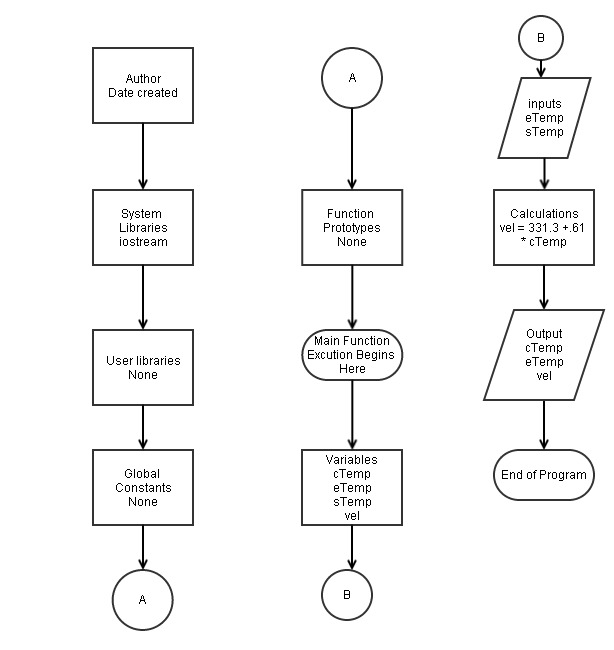 Author
Date created
System
Libraries
iostream
User libraries
None
Global
Constants
None
A
A
Function
Prototypes
None
Main Function
Excution Begins
Here
Variables
cTemp
eTemp
sTemp
vel
B
B
inputs
eTemp
sTemp
Calculations
vel = 331.3 +.61
* cTemp
Output
cTemp
eTemp
vel
End of Program